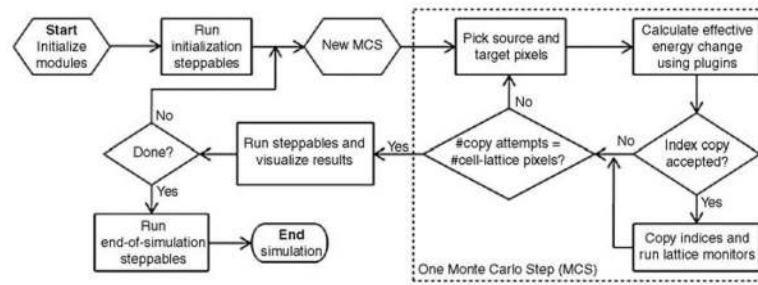 Start
Initialize
modules
Run
initialization
steppables
New MCS
Pick source and
target pixels
Calculate effective
energy change
using plugins
No
No
No
Done?
Run steppables and
visualize results
Yes
#copy attempts =
#cell-lattice pixels?
Index copy
accepted?
Yes
Yes
Run
end-of-simulation
steppables
End
simulation
Copy indices and
run lattice monitors
One Monte Carlo Step (MCS)